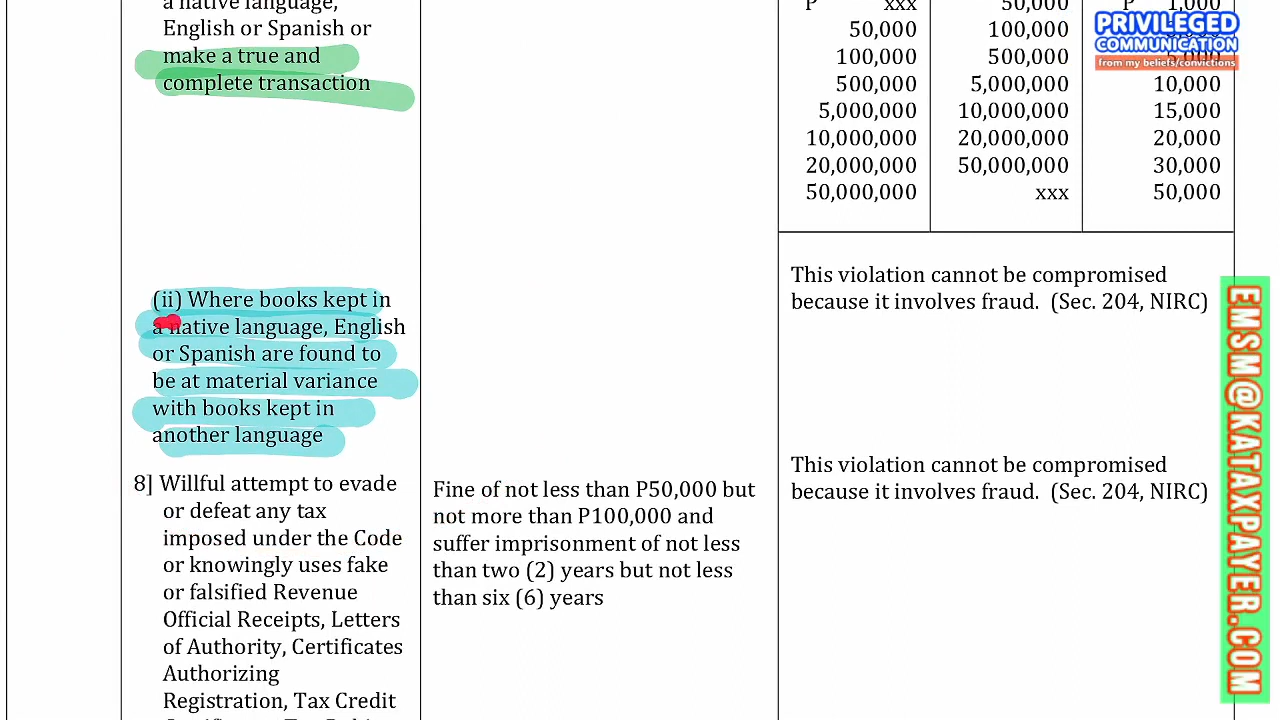 a native language,
English or Spanish or
make a true and
complete transaction
(ii) Where books kept in
a native language, English
or Spanish are found to
be at material variance
with books kept in
another language
8] Willful attempt to evade
or defeat any tax
imposed under the Code
or knowingly uses fake
or falsified Revenue
Official Receipts, Letters
of Authority, Certificates
Authorizing
Registration, Tax Credit
Fine of not less than P50,000 but
not more than P100,000 and
suffer imprisonment of not less
than two (2) years but not less
than six (6) years
P xxx 50,000 P 1,000
50,000 100,000
100,000 500,000 5,000
500,000 5,000,000 10,000
5,000,000 10,000,000 15,000
10,000,000 20,000,000 20,000
20,000,000 50,000,000 30,000
50,000,000 xxx 50,000
This violation cannot be compromised
because it involves fraud. (Sec. 204, NIRC)
This violation cannot be compromised
because it involves fraud. (Sec. 204, NIRC)
PRIVILEGED
COMMUNICATION
from my beliefs/convictions
EMSM@KATAXPAYER.COM